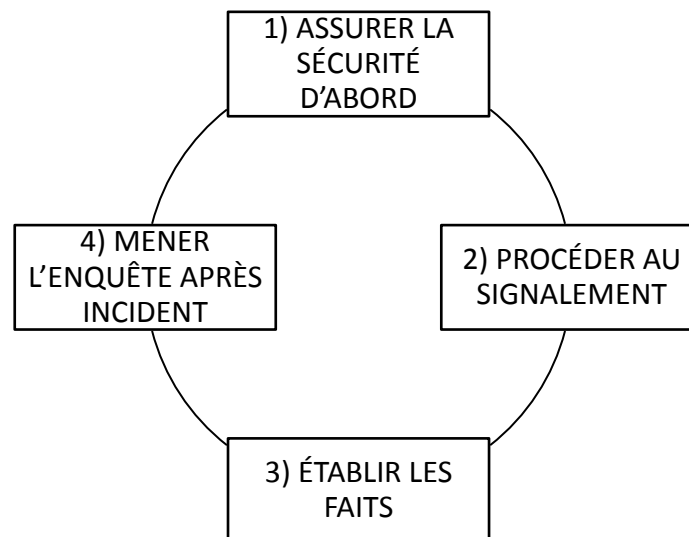 1) ASSURER LA
SÉCURITÉ
D’ABORD
2) PROCÉDER AU
SIGNALEMENT
3) ÉTABLIR LES
FAITS
4) MENER
L’ENQUÊTE APRÈS
INCIDENT